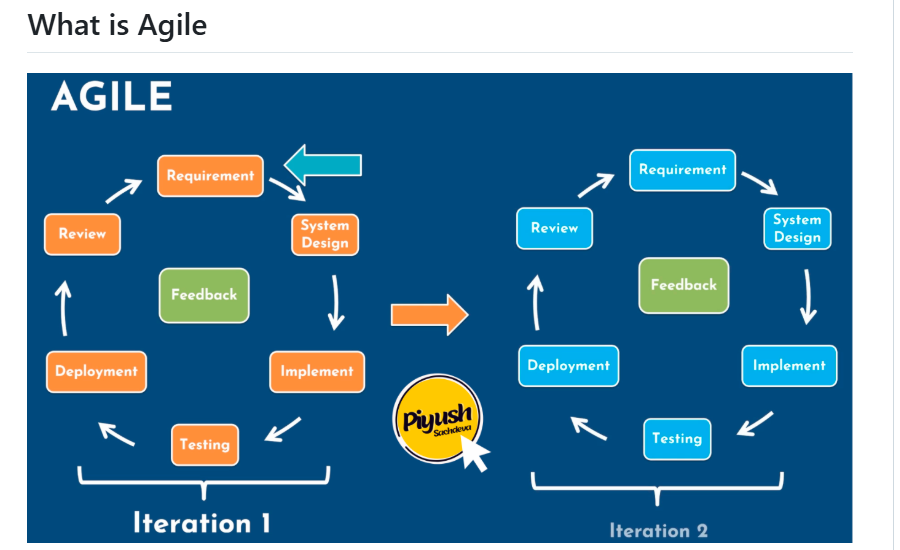 What is Agile
AGILE
Requirement
System
Design
Implement
Testing
Deployment
Review
Feedback
Iteration 1
Piyush
Sachdeva
Requirement
System
Design
Implement
Testing
Deployment
Review
Feedback
Iteration 2